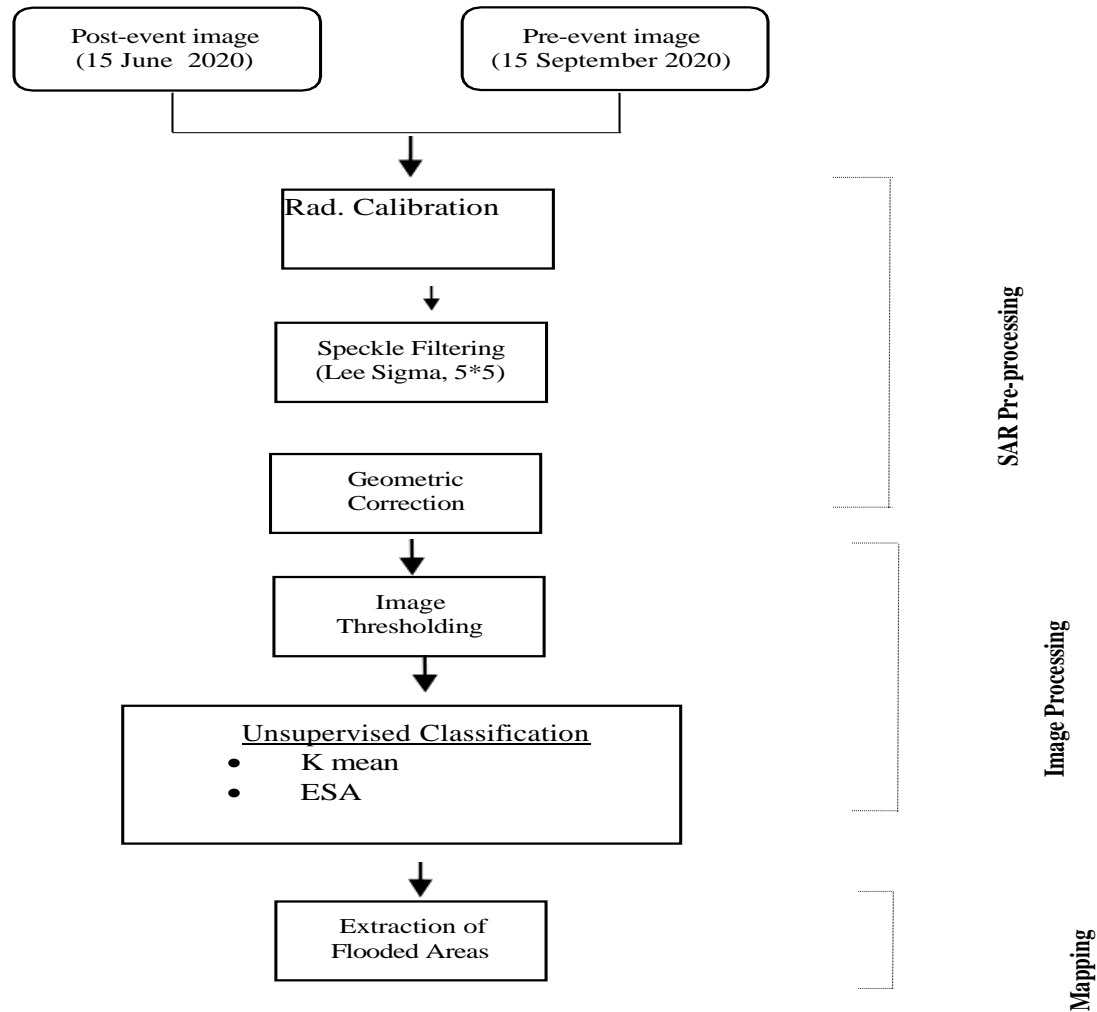 Post-event image
(15 June 2020)
Pre-event image
(15 September 2020)
Rad. Calibration
Speckle Filtering
(Lee Sigma, 5*5)
Geometric
Correction
Image
Thresholding
Unsupervised Classification
• K mean
• ESA
Extraction of
Flooded Areas
SAR Pre-processing
Image Processing
Mapping